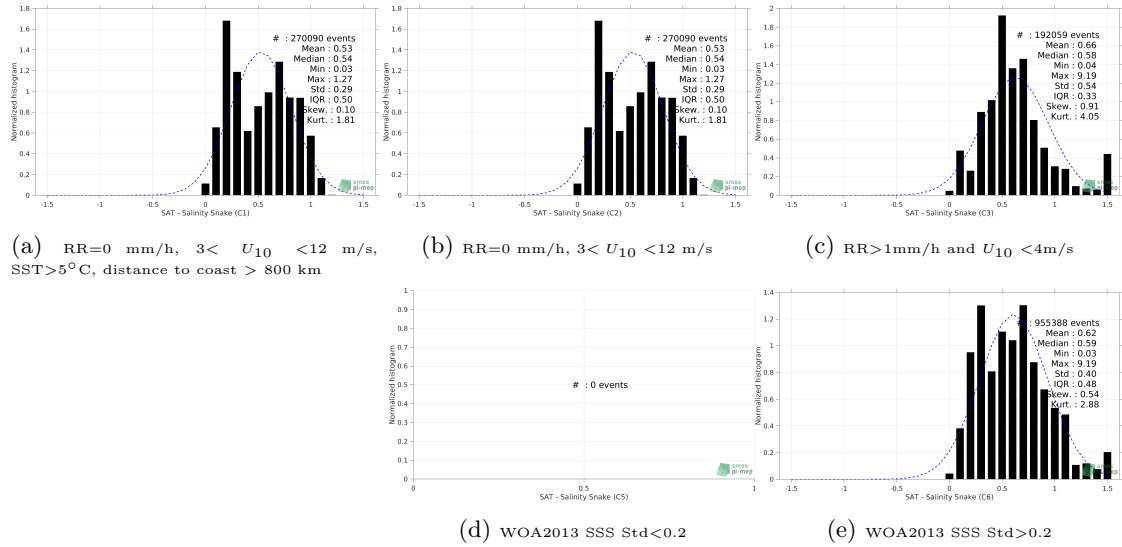 1.8
1.6
1.4
1.2
1
0.8
0.6
0.4
0.2
0
Normalized histogram
# : 270090 events
Mean : 0.53
Median : 0.54
Min : 0.03
Max : 1.27
Std : 0.29
IQR : 0.50
Skew. : 0.10
Kurt. : 1.81
smos
pi-mep
-1.5 -1 -0.5 0 0.5 1 1.5
SAT - Salinity Snake (C1)
(a) RR=0 mm/h, 3< U10 <12 m/s,
SST>5°C, distance to coast > 800 km
1.8
1.6
1.4
1.2
1
0.8
0.6
0.4
0.2
0
Normalized histogram
# : 270090 events
Mean : 0.53
Median : 0.54
Min : 0.03
Max : 1.27
Std : 0.29
IQR : 0.50
Skew. : 0.10
Kurt. : 1.81
smos
pi-mep
-1.5 -1 -0.5 0 0.5 1 1.5
SAT - Salinity Snake (C2)
(b) RR=0 mm/h, 3< U10 <12 m/s
2
1.8
1.6
1.4
1.2
1
0.8
0.6
0.4
0.2
0
Normalized histogram
# : 192059 events
Mean : 0.66
Median : 0.58
Min : 0.04
Max : 9.19
Std : 0.54
IQR : 0.33
Skew. : 0.91
Kurt. : 4.05
smos
pi-mep
-1.5 -1 -0.5 0 0.5 1 1.5
SAT - Salinity Snake (C3)
(c) RR>1mm/h and U10 <4m/s
1
0.9
0.8
0.7
0.6
0.5
0.4
0.3
0.2
0.1
0
Normalized histogram
# : 0 events
smos
pi-mep
0 0.5 1
SAT - Salinity Snake (C5)
(d) WOA2013 SSS Std<0.2
1.4
1.2
1
0.8
0.6
0.4
0.2
0
Normalized histogram
# : 955388 events
Mean : 0.62
Median : 0.59
Min : 0.03
Max : 9.19
Std : 0.40
IQR : 0.48
Skew. : 0.54
Kurt. : 2.88
smos
pi-mep
-1.5 -1 -0.5 0 0.5 1 1.5
SAT - Salinity Snake (C6)
(e) WOA2013 SSS Std>0.2